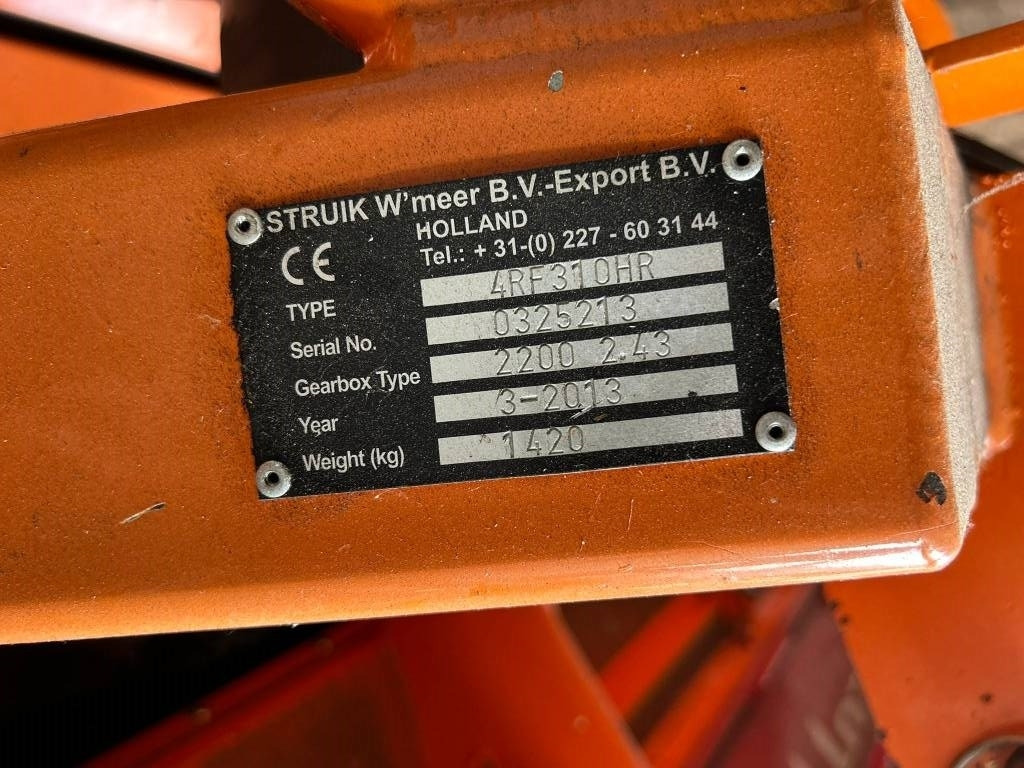 STRUIK W'meer B.V.-Export B.V.
HOLLAND
CE
Tel.: + 31-(0) 227 - 60 31 44
TYPE 4RF310HR
Serial No. 0325213
Gearbox Type 2200 2.43
Year 3-2013
Weight (kg) 1420